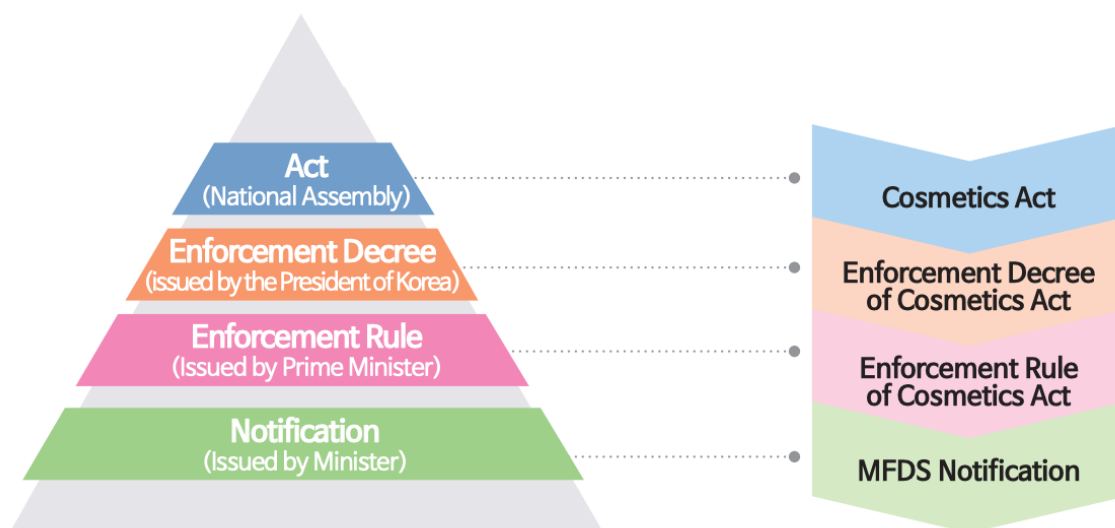 Act
(National Assembly)
Enforcement Decree
(issued by the President of Korea)
Enforcement Rule
(Issued by Prime Minister)
Notification
(Issued by Minister)
Cosmetics Act
Enforcement Decree
of Cosmetics Act
Enforcement Rule
of Cosmetics Act
MFDS Notification